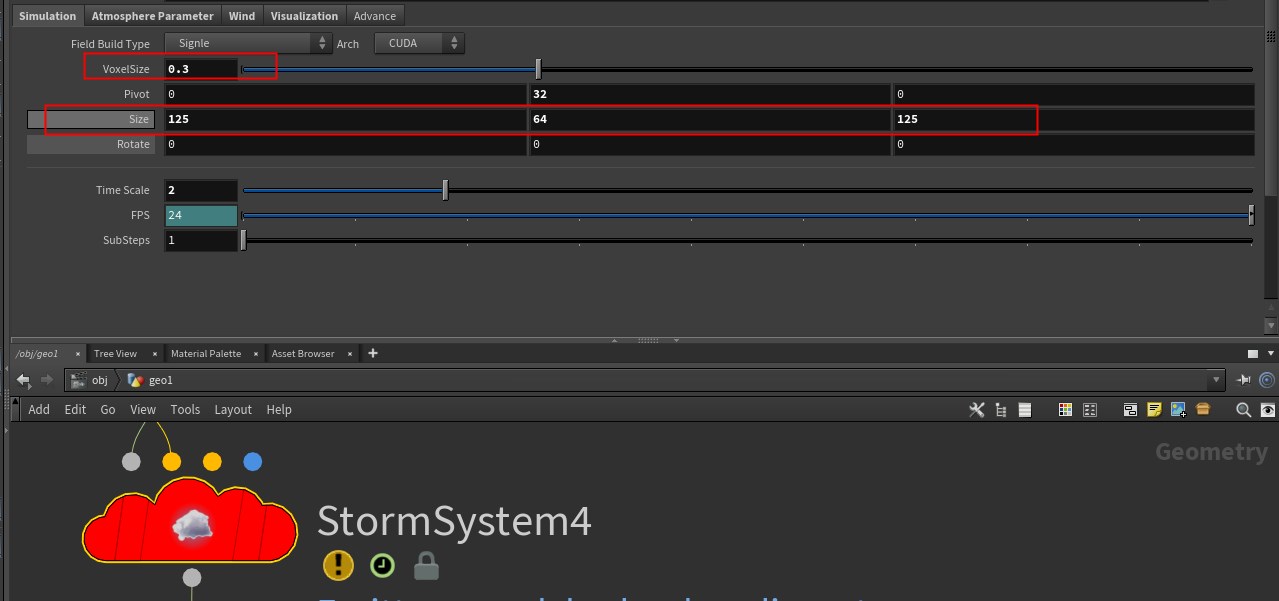 Simulation Atmosphere Parameter Wind Visualization Advance
Field Build Type Signle Arch CUDA
VoxelSize 0.3
Pivot 0 32 0
Size 125 64 125
Rotate 0 0 0
Time Scale 2
FPS 24
SubSteps 1
/obj/geo1 × Tree View × Material Palette × Asset Browser × +
obj geo1
Add Edit Go View Tools Layout Help
Geometry
StormSystem4